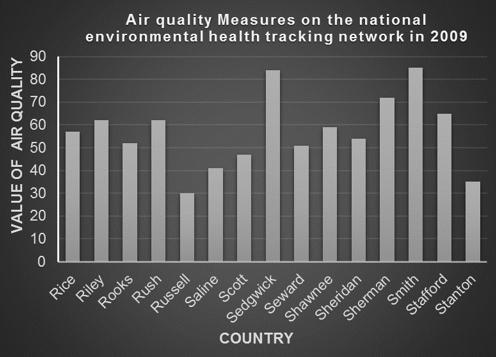 Air quality Measures on the national
environmental health tracking network in 2009
VALUE OF AIR QUALITY
90
80
70
60
50
40
30
20
10
0
Rice
Riley
Rooks
Rush
Russell
Saline
Scott
Sedgwick
Seward
Shawnee
Sheridan
Sherman
Smith
Stafford
Stanton
COUNTRY